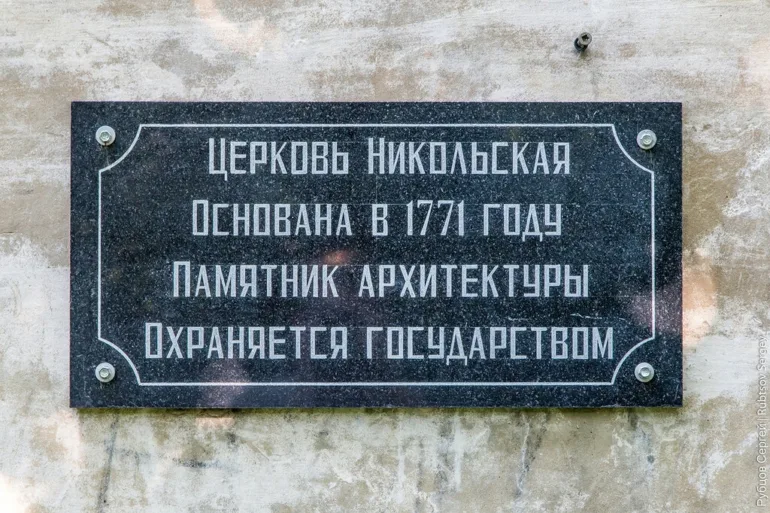 Церковь Никольская
Основана в 1771 году
Памятник архитектуры
Охраняется государством
Рубцов Сергей | Rubtsov Sergey